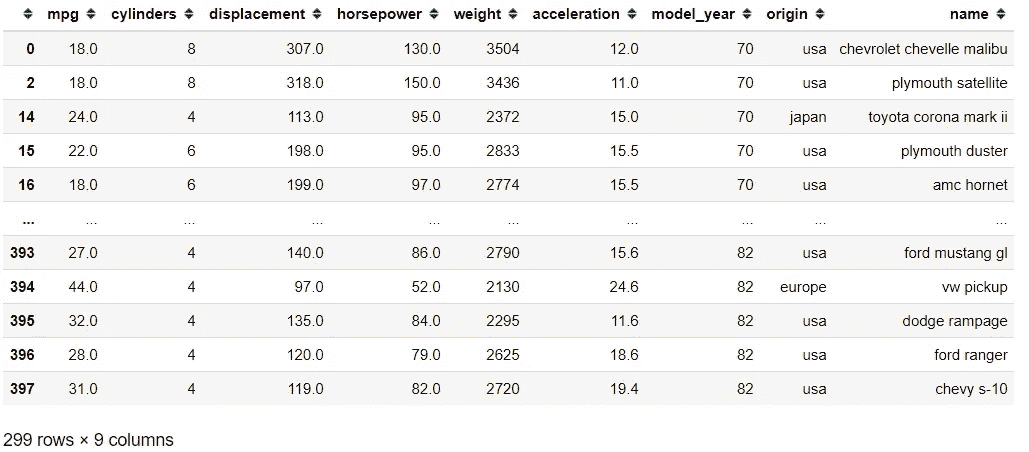 mpg cylinders displacement horsepower weight acceleration model_year origin name
0 18.0 8 307.0 130.0 3504 12.0 70 usa chevrolet chevelle malibu
2 18.0 8 318.0 150.0 3436 11.0 70 usa plymouth satellite
14 24.0 4 113.0 95.0 2372 15.0 70 japan toyota corona mark ii
15 22.0 6 198.0 95.0 2833 15.5 70 usa plymouth duster
16 18.0 6 199.0 97.0 2774 15.5 70 usa amc hornet
... ... ... ... ... ... ... ... ... ...
393 27.0 4 140.0 86.0 2790 15.6 82 usa ford mustang gl
394 44.0 4 97.0 52.0 2130 24.6 82 europe vw pickup
395 32.0 4 135.0 84.0 2295 11.6 82 usa dodge rampage
396 28.0 4 120.0 79.0 2625 18.6 82 usa ford ranger
397 31.0 4 119.0 82.0 2720 19.4 82 usa chevy s-10
299 rows × 9 columns